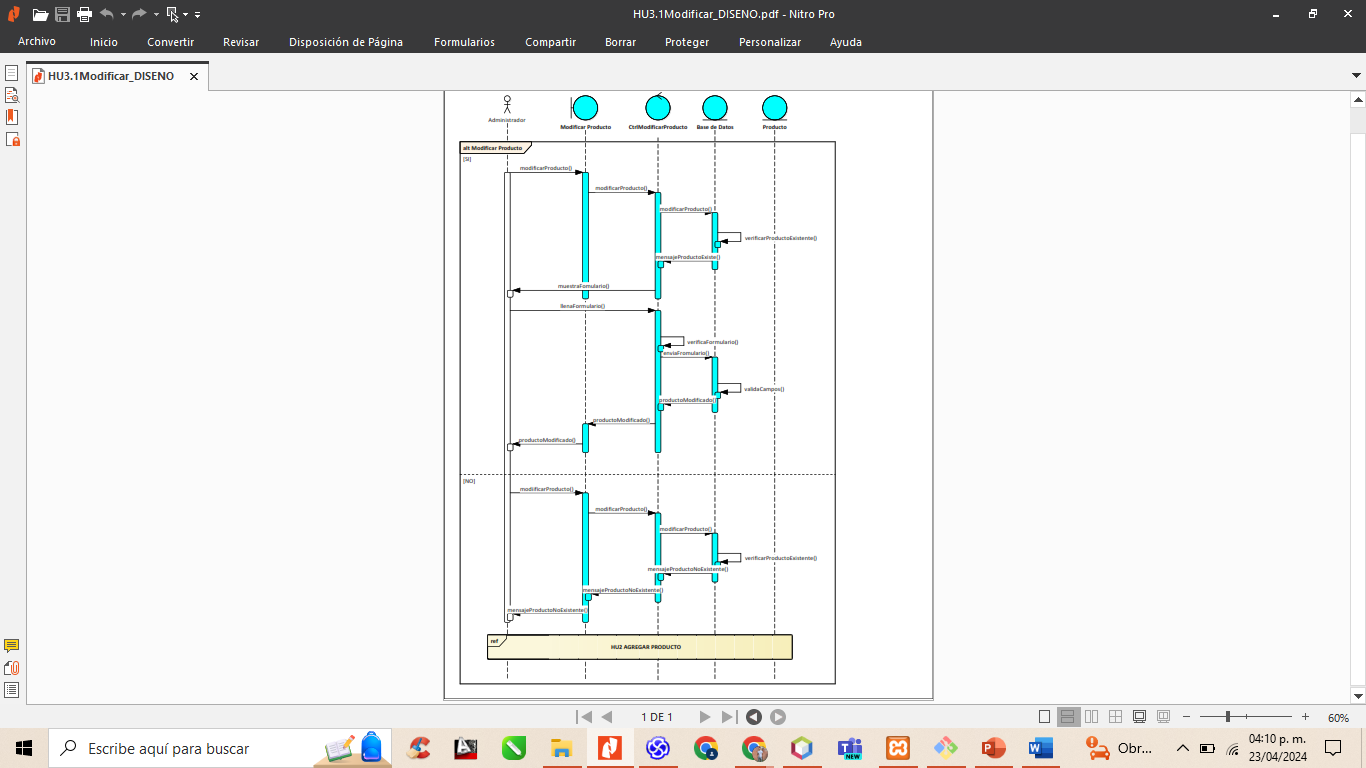 HU3.1Modificar_DISENO.pdf - Nitro Pro
Archivo Inicio Convertir Revisar Disposición de Página Formularios Compartir Borrar Proteger Personalizar Ayuda
HU3.1Modificar_DISENO
Administrador Modificar Producto CtrlModificarProducto Base de Datos Producto
alt Modificar Producto
[SI]
modificarProducto()
modificarProducto()
modificarProducto()
verificarProductoExistente()
mensajeProductoExiste()
muestraFomulario()
llenaFormulario()
verificaFormulario()
enviaFromulario()
validaCampos()
productoModificado()
productoModificado()
productoModificado()
[NO]
modificarProducto()
modificarProducto()
modificarProducto()
verificarProductoExistente()
mensajeProductoNoExistente()
mensajeProductoNoExistente()
mensajeProductoNoExistente()
ref
HU2 AGREGAR PRODUCTO
1 DE 1
60%
Escribe aquí para buscar
NEW
Obr...
04:10 p. m.
23/04/2024